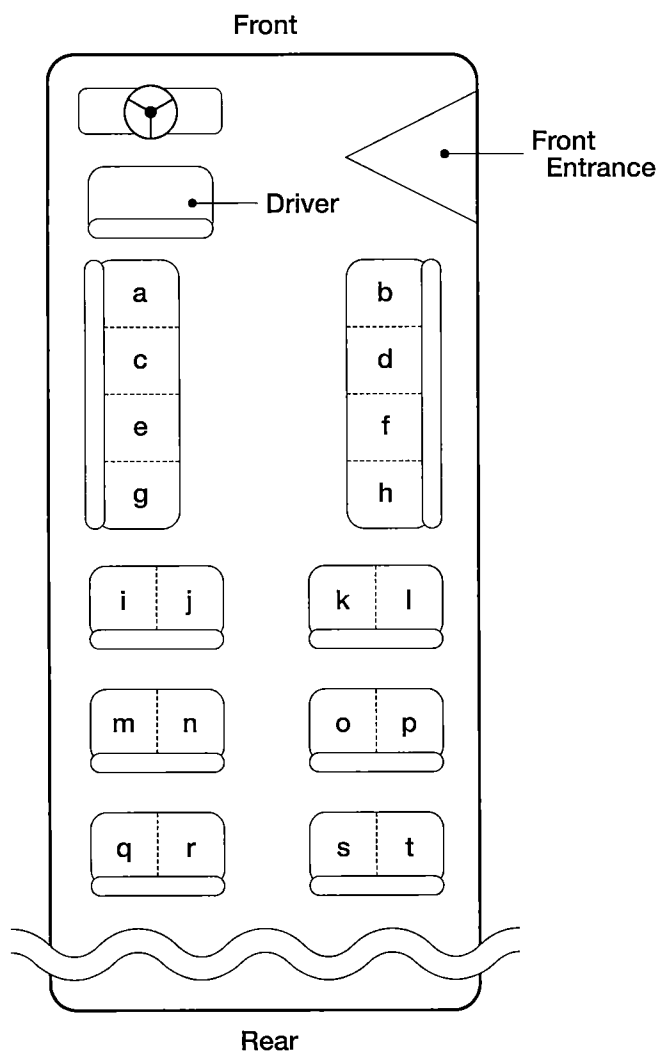 Front
Front
Entrance
Driver
a b
c d
e f
g h
i j k l
m n o p
q r s t
Rear